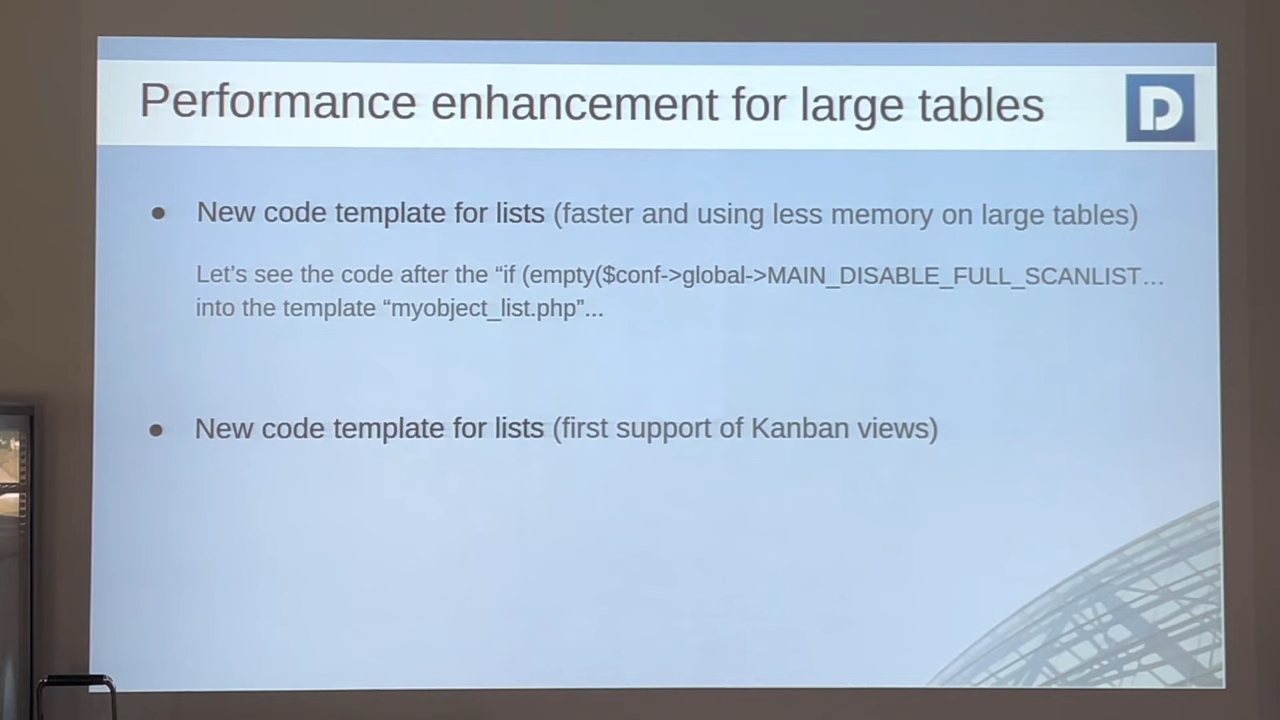 Performance enhancement for large tables
D
● New code template for lists (faster and using less memory on large tables)
Let's see the code after the “if (empty($conf->global->MAIN_DISABLE_FULL_SCANLIST…
into the template “myobject_list.php”...
● New code template for lists (first support of Kanban views)